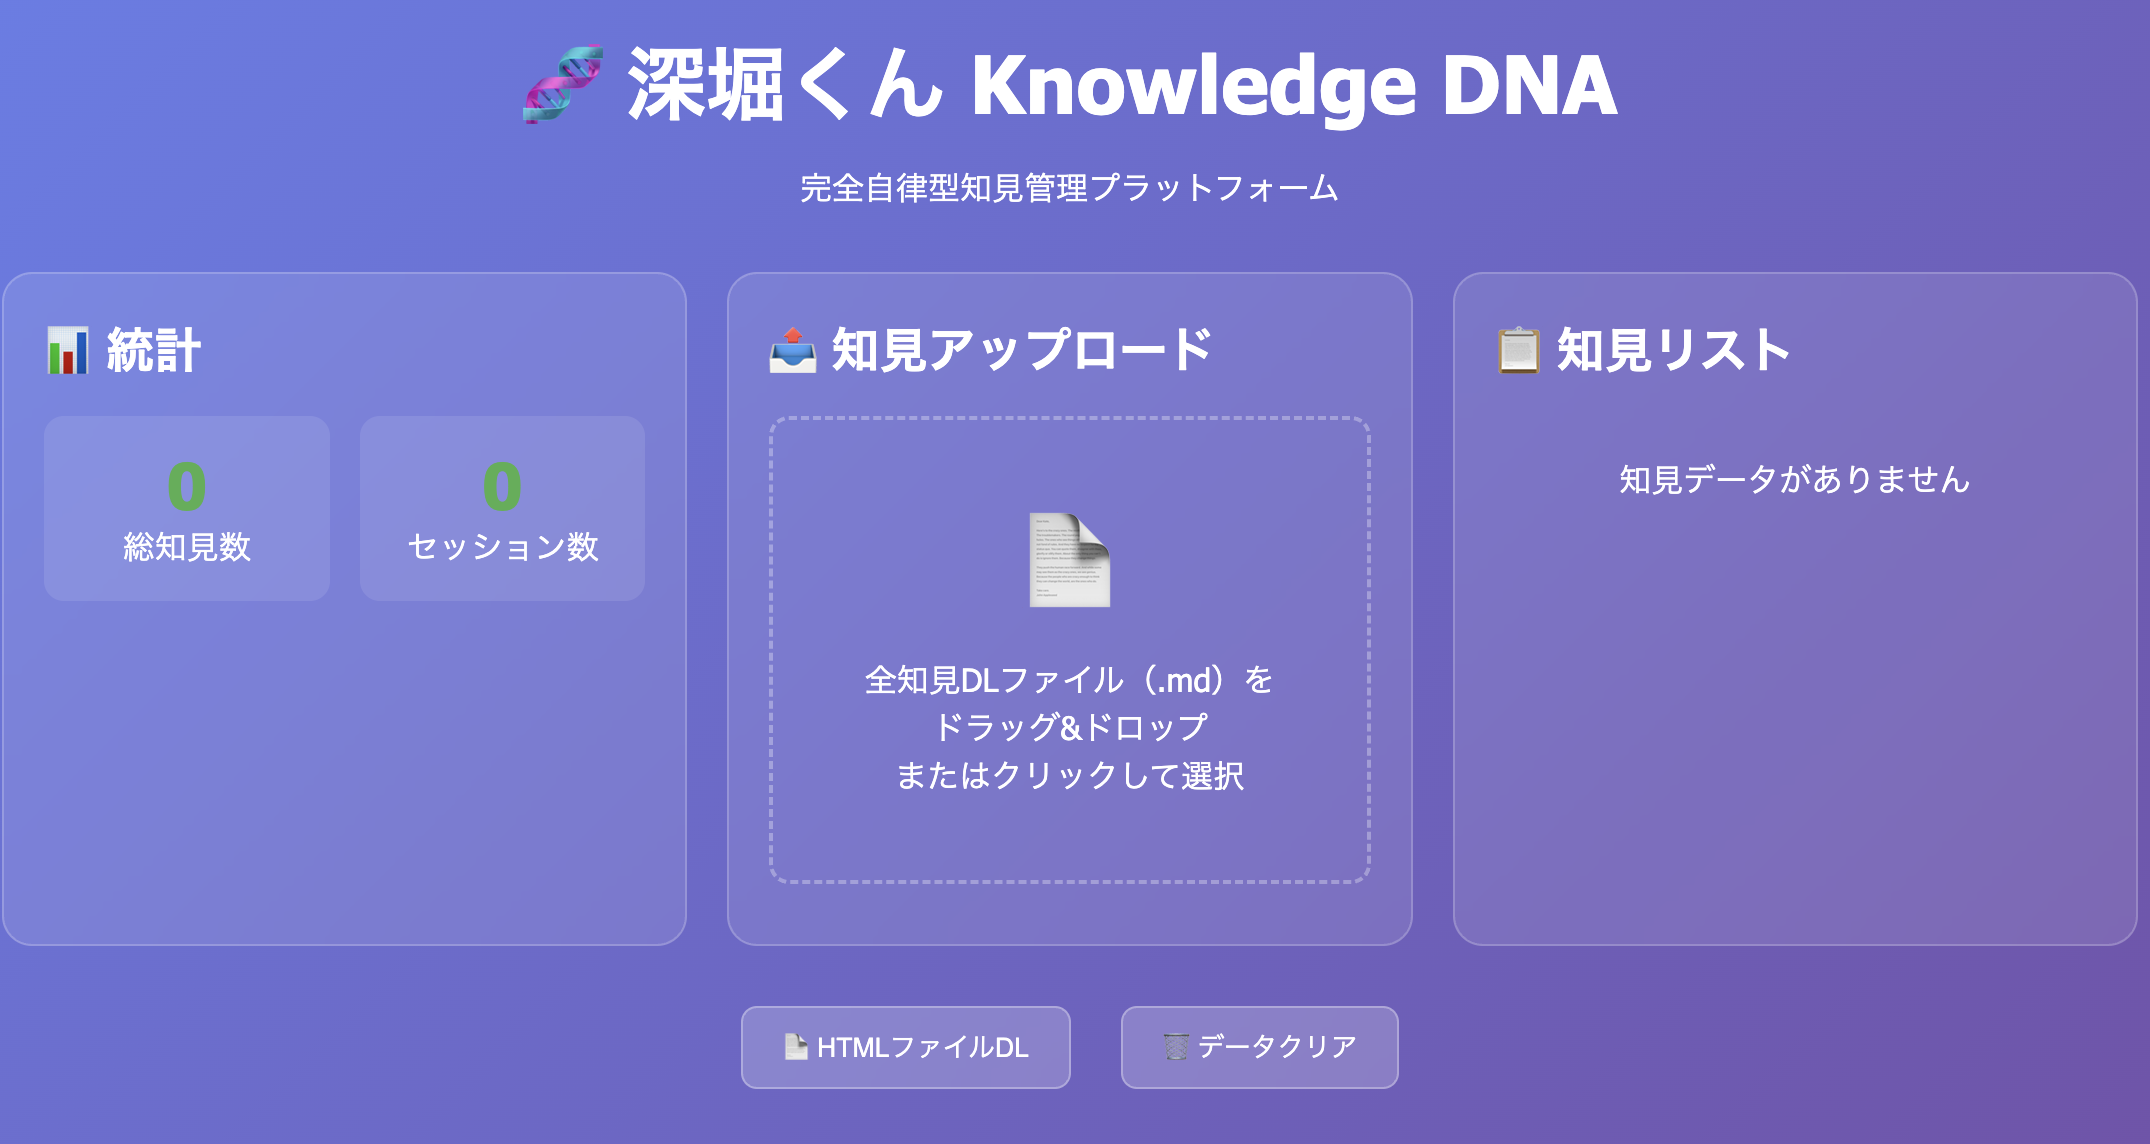 深堀くん Knowledge DNA
完全自律型知見管理プラットフォーム
統計
0
総知見数
0
セッション数
知見アップロード
全知見DLファイル（.md）を
ドラッグ&ドロップ
またはクリックして選択
知見リスト
知見データがありません
HTMLファイルDL
データクリア